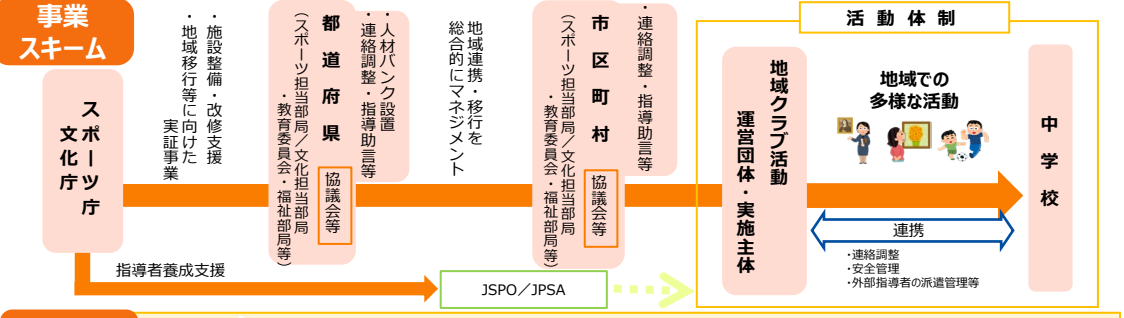 事業
スキーム
スポーツ庁
文化庁
・施設整備・改修支援
・地域移行等に向けた
実証事業
都道府県
（スポーツ担当部局／文化担当部局
・教育委員会・福祉部局等）
協議会等
・人材バンク設置
・連絡調整・指導助言等
地域連携・移行を
総合的にマネジメント
市区町村
（スポーツ担当部局／文化担当部局
・教育委員会・福祉部局等）
協議会等
・連絡調整・指導助言等
活動体制
地域クラブ活動
運営団体・実施主体
地域での
多様な活動
連携
・連絡調整
・安全管理
・外部指導者の派遣管理等
中学校
指導者養成支援
JSPO／JPSA